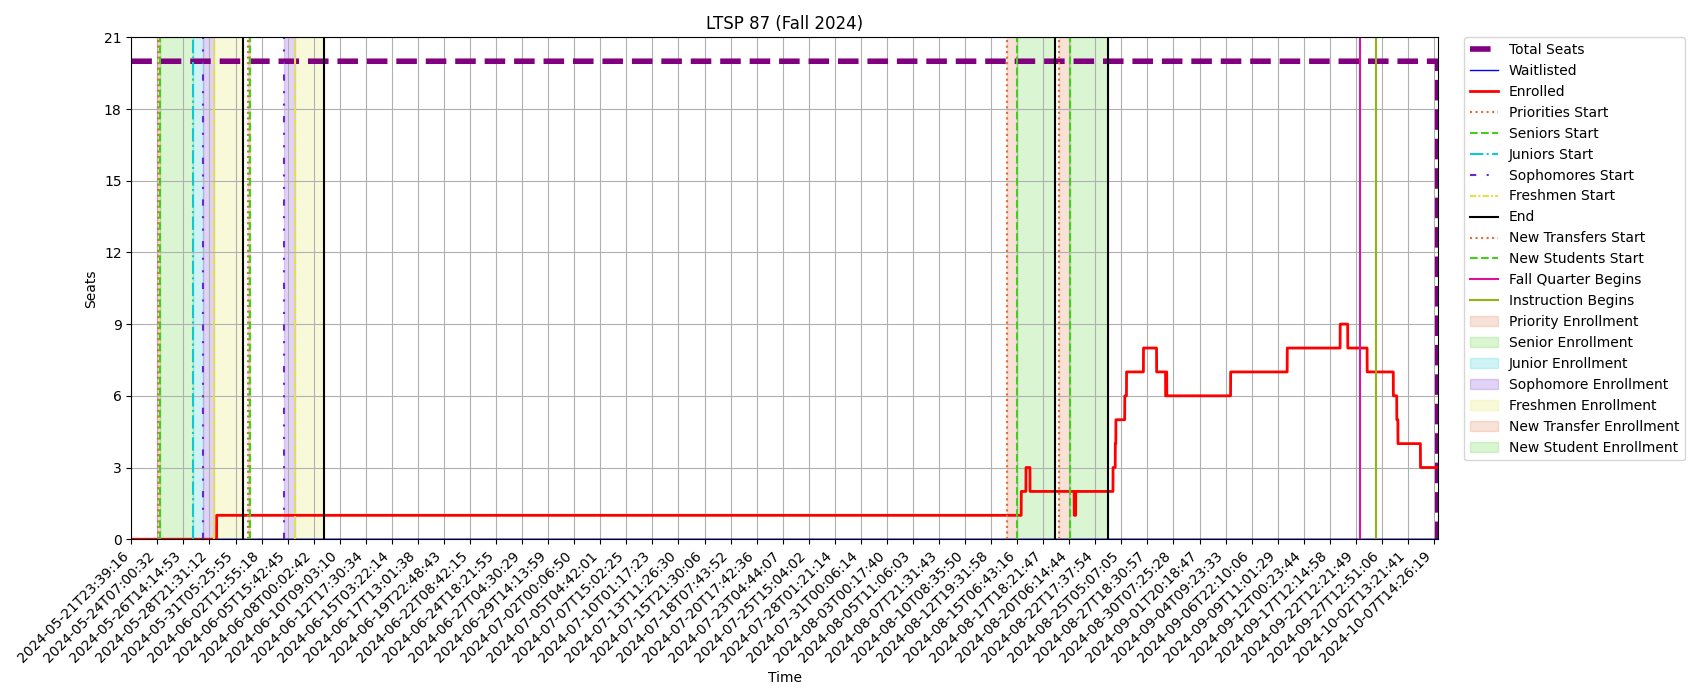 LTSP 87 (Fall 2024)
21
18
15
12
9
6
3
0
Seats
2024-05-21T23:39:16
2024-05-24T07:00:32
2024-05-26T14:14:53
2024-05-28T21:31:12
2024-05-31T05:25:55
2024-06-02T12:55:18
2024-06-05T15:42:45
2024-06-08T00:02:42
2024-06-10T09:03:10
2024-06-12T17:30:34
2024-06-15T03:22:14
2024-06-17T13:01:38
2024-06-19T22:48:43
2024-06-22T08:42:15
2024-06-24T18:21:55
2024-06-27T04:30:29
2024-06-29T14:13:59
2024-07-02T00:06:50
2024-07-05T04:42:01
2024-07-07T15:02:25
2024-07-10T01:17:23
2024-07-13T11:26:30
2024-07-15T21:30:06
2024-07-18T07:43:52
2024-07-20T17:42:36
2024-07-23T04:44:07
2024-07-25T15:04:02
2024-07-28T01:21:14
2024-07-31T00:06:14
2024-08-03T00:17:40
2024-08-05T11:06:03
2024-08-07T21:31:43
2024-08-10T08:35:50
2024-08-12T19:31:58
2024-08-15T06:43:16
2024-08-17T18:21:47
2024-08-20T06:14:44
2024-08-22T17:37:54
2024-08-25T05:07:05
2024-08-27T18:30:57
2024-08-30T07:25:28
2024-09-01T20:18:47
2024-09-04T09:23:33
2024-09-06T22:10:06
2024-09-09T11:01:29
2024-09-12T00:23:44
2024-09-17T12:14:58
2024-09-22T12:21:49
2024-09-27T12:51:06
2024-10-02T13:21:41
2024-10-07T14:26:19
Time
Total Seats
Waitlisted
Enrolled
Priorities Start
Seniors Start
Juniors Start
Sophomores Start
Freshmen Start
End
New Transfers Start
New Students Start
Fall Quarter Begins
Instruction Begins
Priority Enrollment
Senior Enrollment
Junior Enrollment
Sophomore Enrollment
Freshmen Enrollment
New Transfer Enrollment
New Student Enrollment